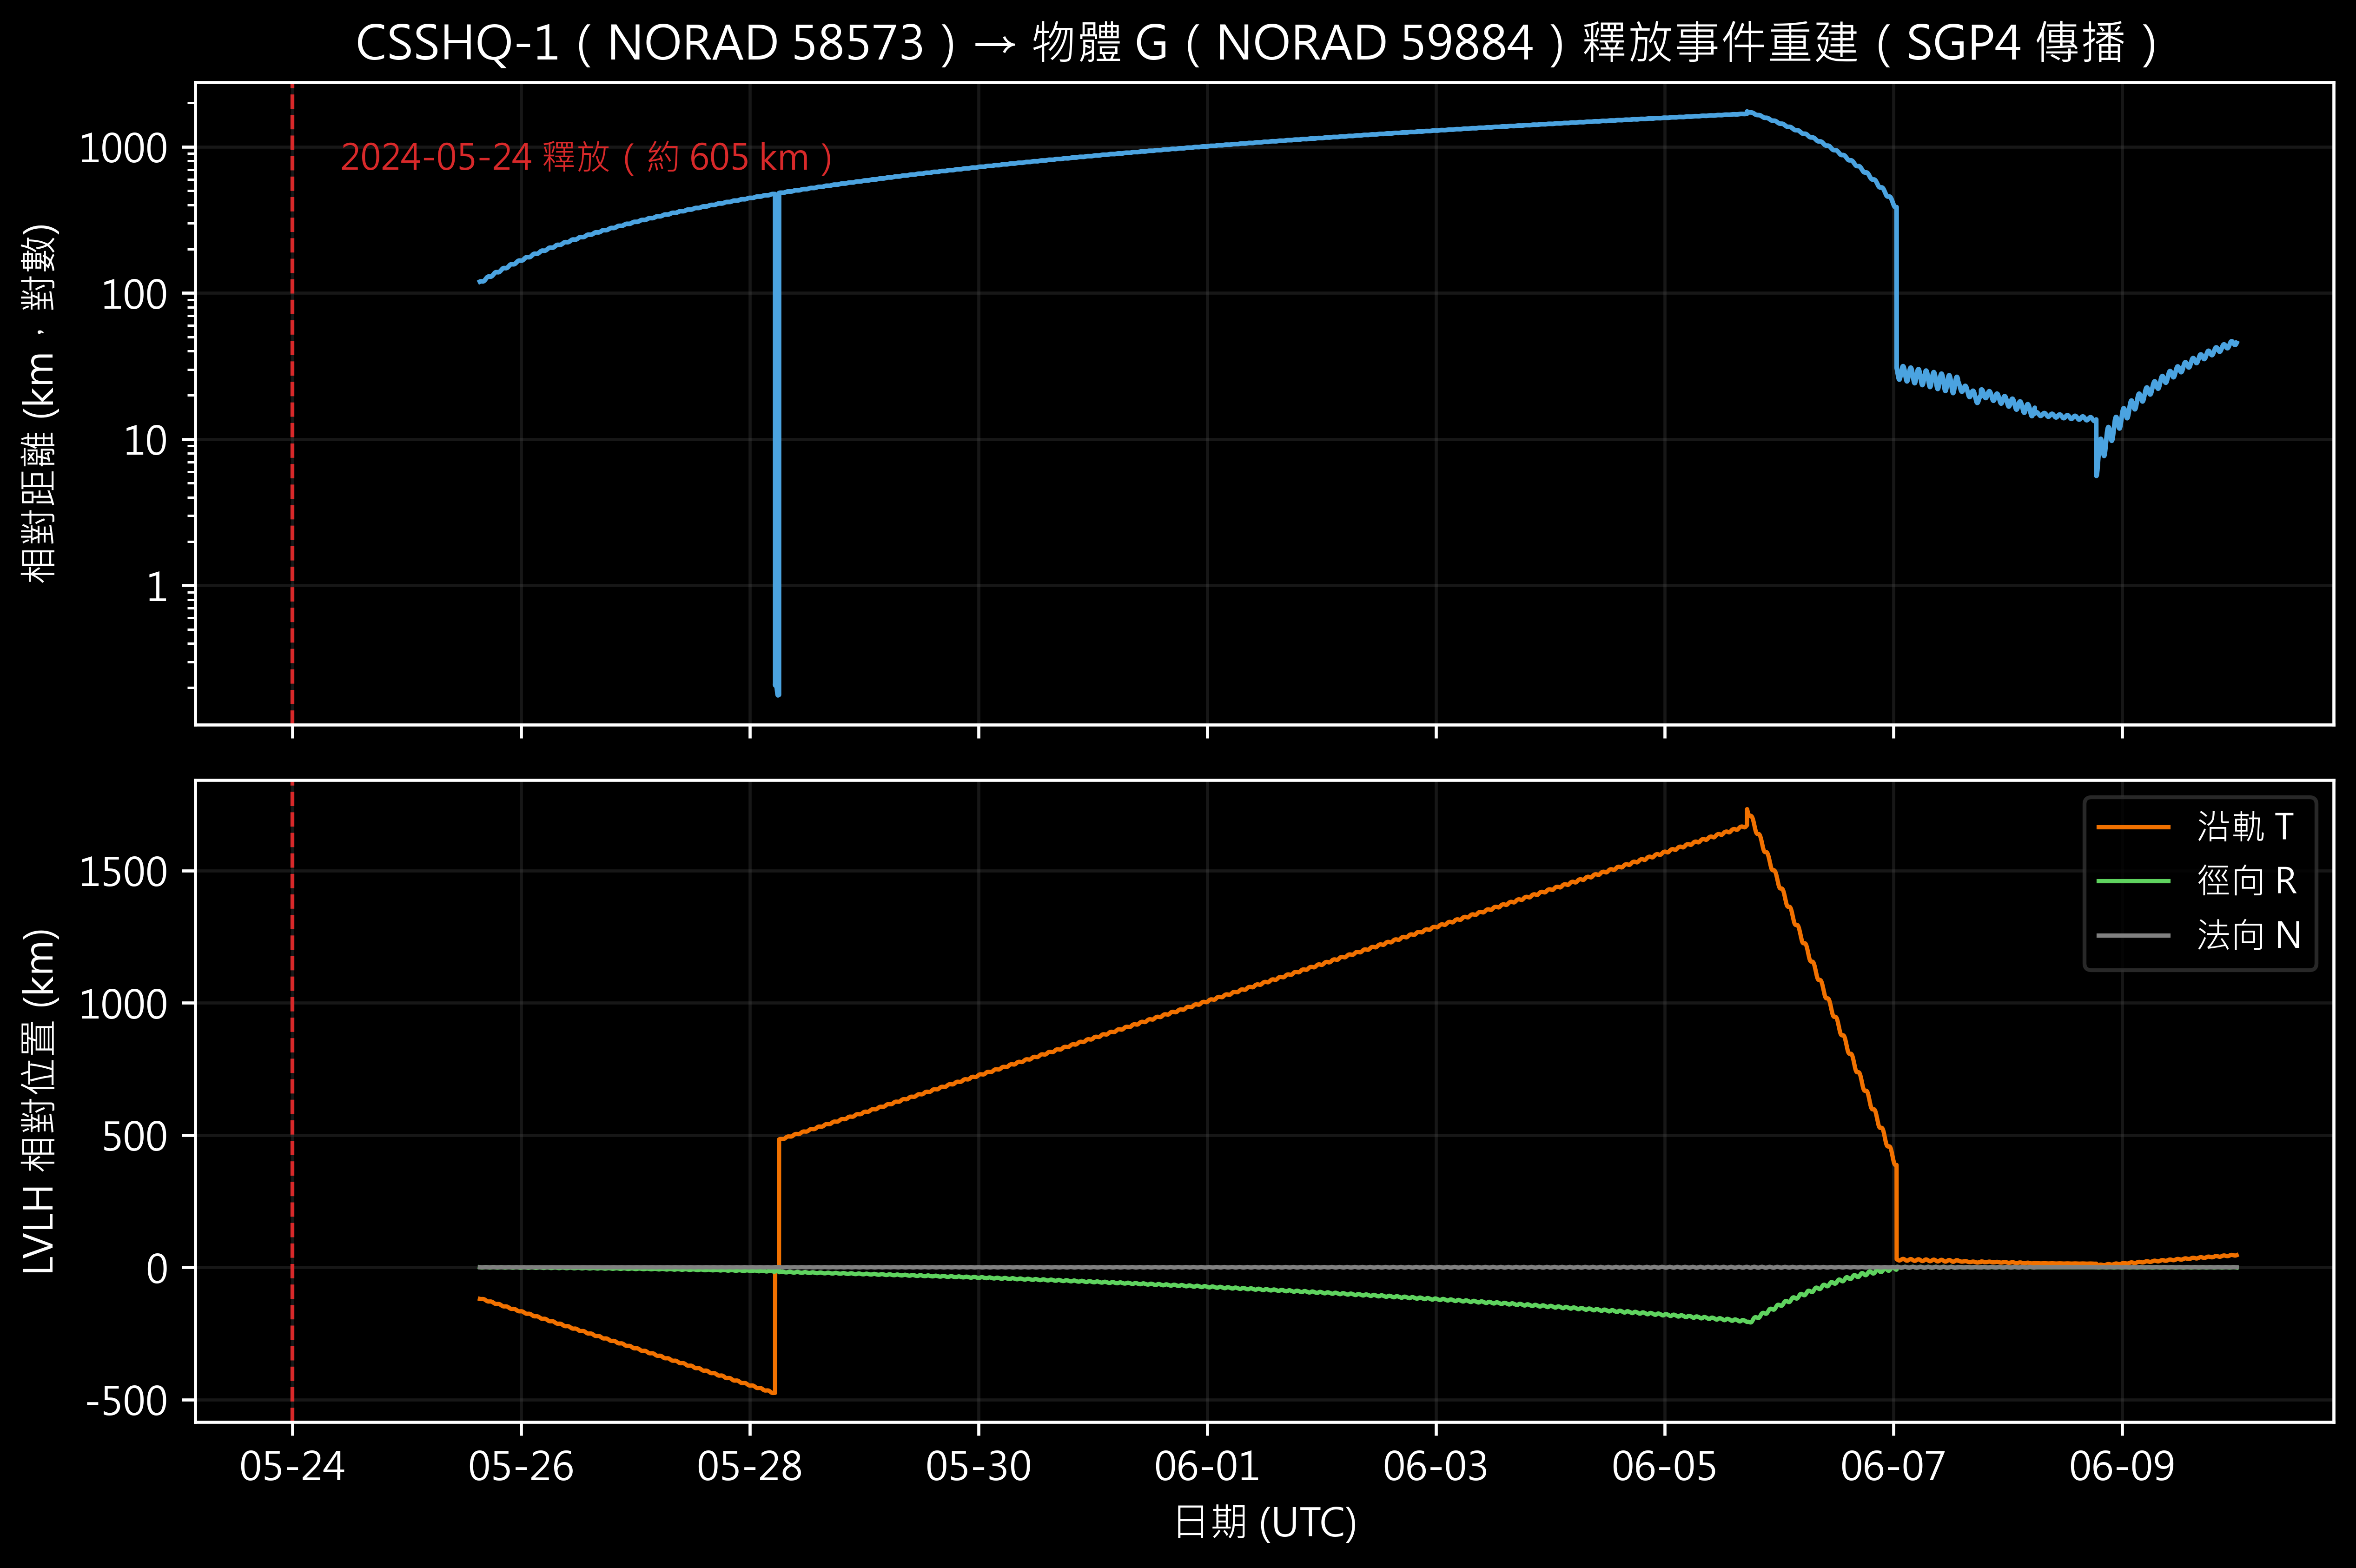 CSSHQ-1（NORAD 58573）→ 物體 G（NORAD 59884）釋放事件重建（SGP4 傳播）
相對距離 (km，對數)
1000
100
10
1
2024-05-24 釋放（約 605 km）
LVLH 相對位置 (km)
1500
1000
500
0
-500
沿軌 T
徑向 R
法向 N
05-24 05-26 05-28 05-30 06-01 06-03 06-05 06-07 06-09
日期 (UTC)